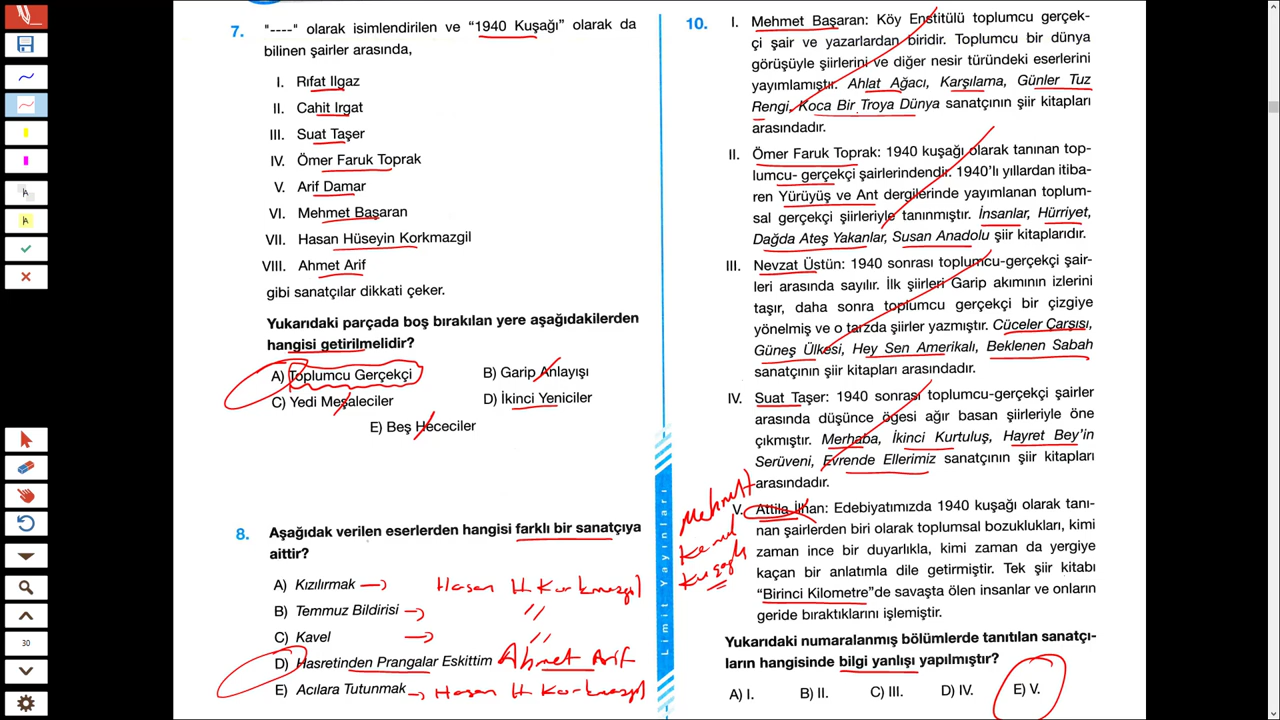 7. "----" olarak isimlendirilen ve “1940 Kuşağı” olarak da
bilinen şairler arasında,
I. Rıfat Ilgaz
II. Cahit Irgat
III. Suat Taşer
IV. Ömer Faruk Toprak
V. Arif Damar
VI. Mehmet Başaran
VII. Hasan Hüseyin Korkmazgil
VIII. Ahmet Arif
gibi sanatçılar dikkati çeker.
Yukarıdaki parçada boş bırakılan yere aşağıdakilerden
hangisi getirilmelidir?
A) Toplumcu Gerçekçi
B) Garip Anlayışı
C) Yedi Meşaleciler
D) İkinci Yeniciler
E) Beş Hececiler
8. Aşağıdak verilen eserlerden hangisi farklı bir sanatçıya
aittir?
A) Kızılırmak → Hasan H. Korkmazgil
B) Temmuz Bildirisi → "
C) Kavel → "
D) Hasretinden Prangalar Eskittim Ahmet Arif
E) Acılara Tutunmak → Hasan H. Korkmazgil
Limit Yayınları
10. I. Mehmet Başaran: Köy Enstitülü toplumcu gerçek-
çi şair ve yazarlardan biridir. Toplumcu bir dünya
görüşüyle şiirlerini ve diğer nesir türündeki eserlerini
yayımlamıştır. Ahlat Ağacı, Karşılama, Günler Tuz
Rengi, Koca Bir Troya Dünya sanatçının şiir kitapları
arasındadır.
II. Ömer Faruk Toprak: 1940 kuşağı olarak tanınan top-
lumcu- gerçekçi şairlerindendir. 1940’lı yıllardan itiba-
ren Yürüyüş ve Ant dergilerinde yayımlanan toplum-
sal gerçekçi şiirleriyle tanınmıştır. İnsanlar, Hürriyet,
Dağda Ateş Yakanlar, Susan Anadolu şiir kitaplarıdır.
III. Nevzat Üstün: 1940 sonrası toplumcu-gerçekçi şair-
leri arasında sayılır. İlk şiirleri Garip akımının izlerini
taşır, daha sonra toplumcu gerçekçi bir çizgiye
yönelmiş ve o tarzda şiirler yazmıştır. Cüceler Çarşısı,
Güneş Ülkesi, Hey Sen Amerikalı, Beklenen Sabah
sanatçının şiir kitapları arasındadır.
IV. Suat Taşer: 1940 sonrası toplumcu-gerçekçi şairler
arasında düşünce ögesi ağır basan şiirleriyle öne
çıkmıştır. Merhaba, İkinci Kurtuluş, Hayret Bey’in
Serüveni, Evrende Ellerimiz sanatçının şiir kitapları
arasındadır.
V. Attila İlhan: Edebiyatımızda 1940 kuşağı olarak tanı-
nan şairlerden biri olarak toplumsal bozuklukları, kimi
zaman ince bir duyarlıkla, kimi zaman da yergiye
kaçan bir anlatımla dile getirmiştir. Tek şiir kitabı
“Birinci Kilometre”de savaşta ölen insanlar ve onların
geride bıraktıklarını işlemiştir.
Mehmet
Kemal
Yukarıdaki numaralanmış bölümlerde tanıtılan sanatçı-
ların hangisinde bilgi yanlışı yapılmıştır?
A) I.
B) II.
C) III.
D) IV.
E) V.
30